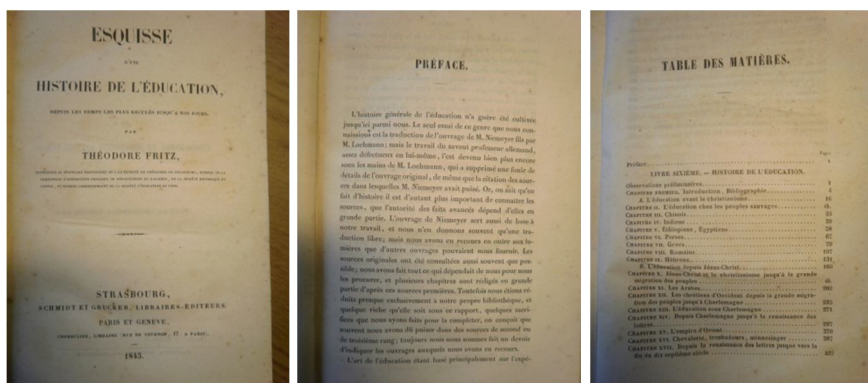 ESQUISSE
D'UNE
HISTOIRE DE L'ÉDUCATION,
DEPUIS LES TEMPS LES PLUS RECULÉS JUSQU'A NOS JOURS,
PAR
THÉODORE FRITZ,
STRASBOURG,
SCHMIDT ET GRUCKER, LIBRAIRES-ÉDITEURS.
PARIS ET GENÈVE,
CHERBULIEZ, LIBRAIRE
1843.
PRÉFACE.
L'histoire générale de l'éducation n'a guère été cultivée
jusqu'ici parmi nous. Le seul essai de ce genre que nous con-
naissions est la traduction de l'ouvrage de M. Niemeyer fils par
M. Lochmann; mais le travail du savant professeur allemand,
assez défectueux en lui-même, l'est devenu bien plus encore
sous les mains de M. Lochmann, qui a supprimé une foule de
détails de l'ouvrage original, de même que la citation des sour-
ces dans lesquelles M. Niemeyer avait puisé. Or, on sait qu'en
fait d'histoire il est d'autant plus important de connaître les
sources, que l'autorité des faits avancés dépend d'elles en
grande partie. L'ouvrage de Niemeyer sert aussi de base à
notre travail, et nous n'en donnons souvent qu'une tra-
duction libre; mais nous avons eu recours en outre aux lu-
mières que d'autres ouvrages pouvaient nous fournir. Les
sources originales ont été consultées aussi souvent que pos-
sible; nous avons fait tout ce qui dépendait de nous pour nous
les procurer, et plusieurs chapitres sont rédigés en grande
partie d'après ces sources premières. Toutefois nous étions ré-
duits presque exclusivement à notre propre bibliothèque, et
quelque riche qu'elle soit sous ce rapport, quelques sacri-
fices que nous ayons faits pour la compléter, on conçoit que
souvent nous avons dû puiser dans des sources de second ou
de troisième rang; toujours nous nous sommes fait un devoir
d'indiquer les ouvrages auxquels nous avons eu recours.
L'art de l'éducation étant basé principalement sur l'expé-
TABLE DES MATIÈRES.
Pages
Préface
LIVRE SIXIÈME. — HISTOIRE DE L'ÉDUCATION.
Observations préliminaires
CHAPITRE PREMIER. Introduction, Bibliographie
A. L'éducation avant le christianisme 16
CHAPITRE II. L'éducation chez les peuples sauvages ib.
CHAPITRE III. Chinois
CHAPITRE IV. Indiens
CHAPITRE V. Éthiopiens, Égyptiens
CHAPITRE VI. Perses
CHAPITRE VII. Grecs
CHAPITRE VIII. Romains
CHAPITRE IX. Hébreux
B. L'éducation depuis Jésus-Christ
CHAPITRE X. Jésus-Christ et le christianisme jusqu'à la grande
migration des peuples ib.
CHAPITRE XI. Les Arabes
CHAPITRE XII. Les chrétiens d'Occident depuis la grande migra-
tion des peuples jusqu'à Charlemagne
CHAPITRE XIII. L'éducation sous Charlemagne
CHAPITRE XIV. Depuis Charlemagne jusqu'à la renaissance des
lettres
CHAPITRE XV. L'empire d'Orient
CHAPITRE XVI. Chevalerie, troubadours, minnesinger
CHAPITRE XVII. Depuis la renaissance des lettres jusque vers la
fin du dix-septième siècle